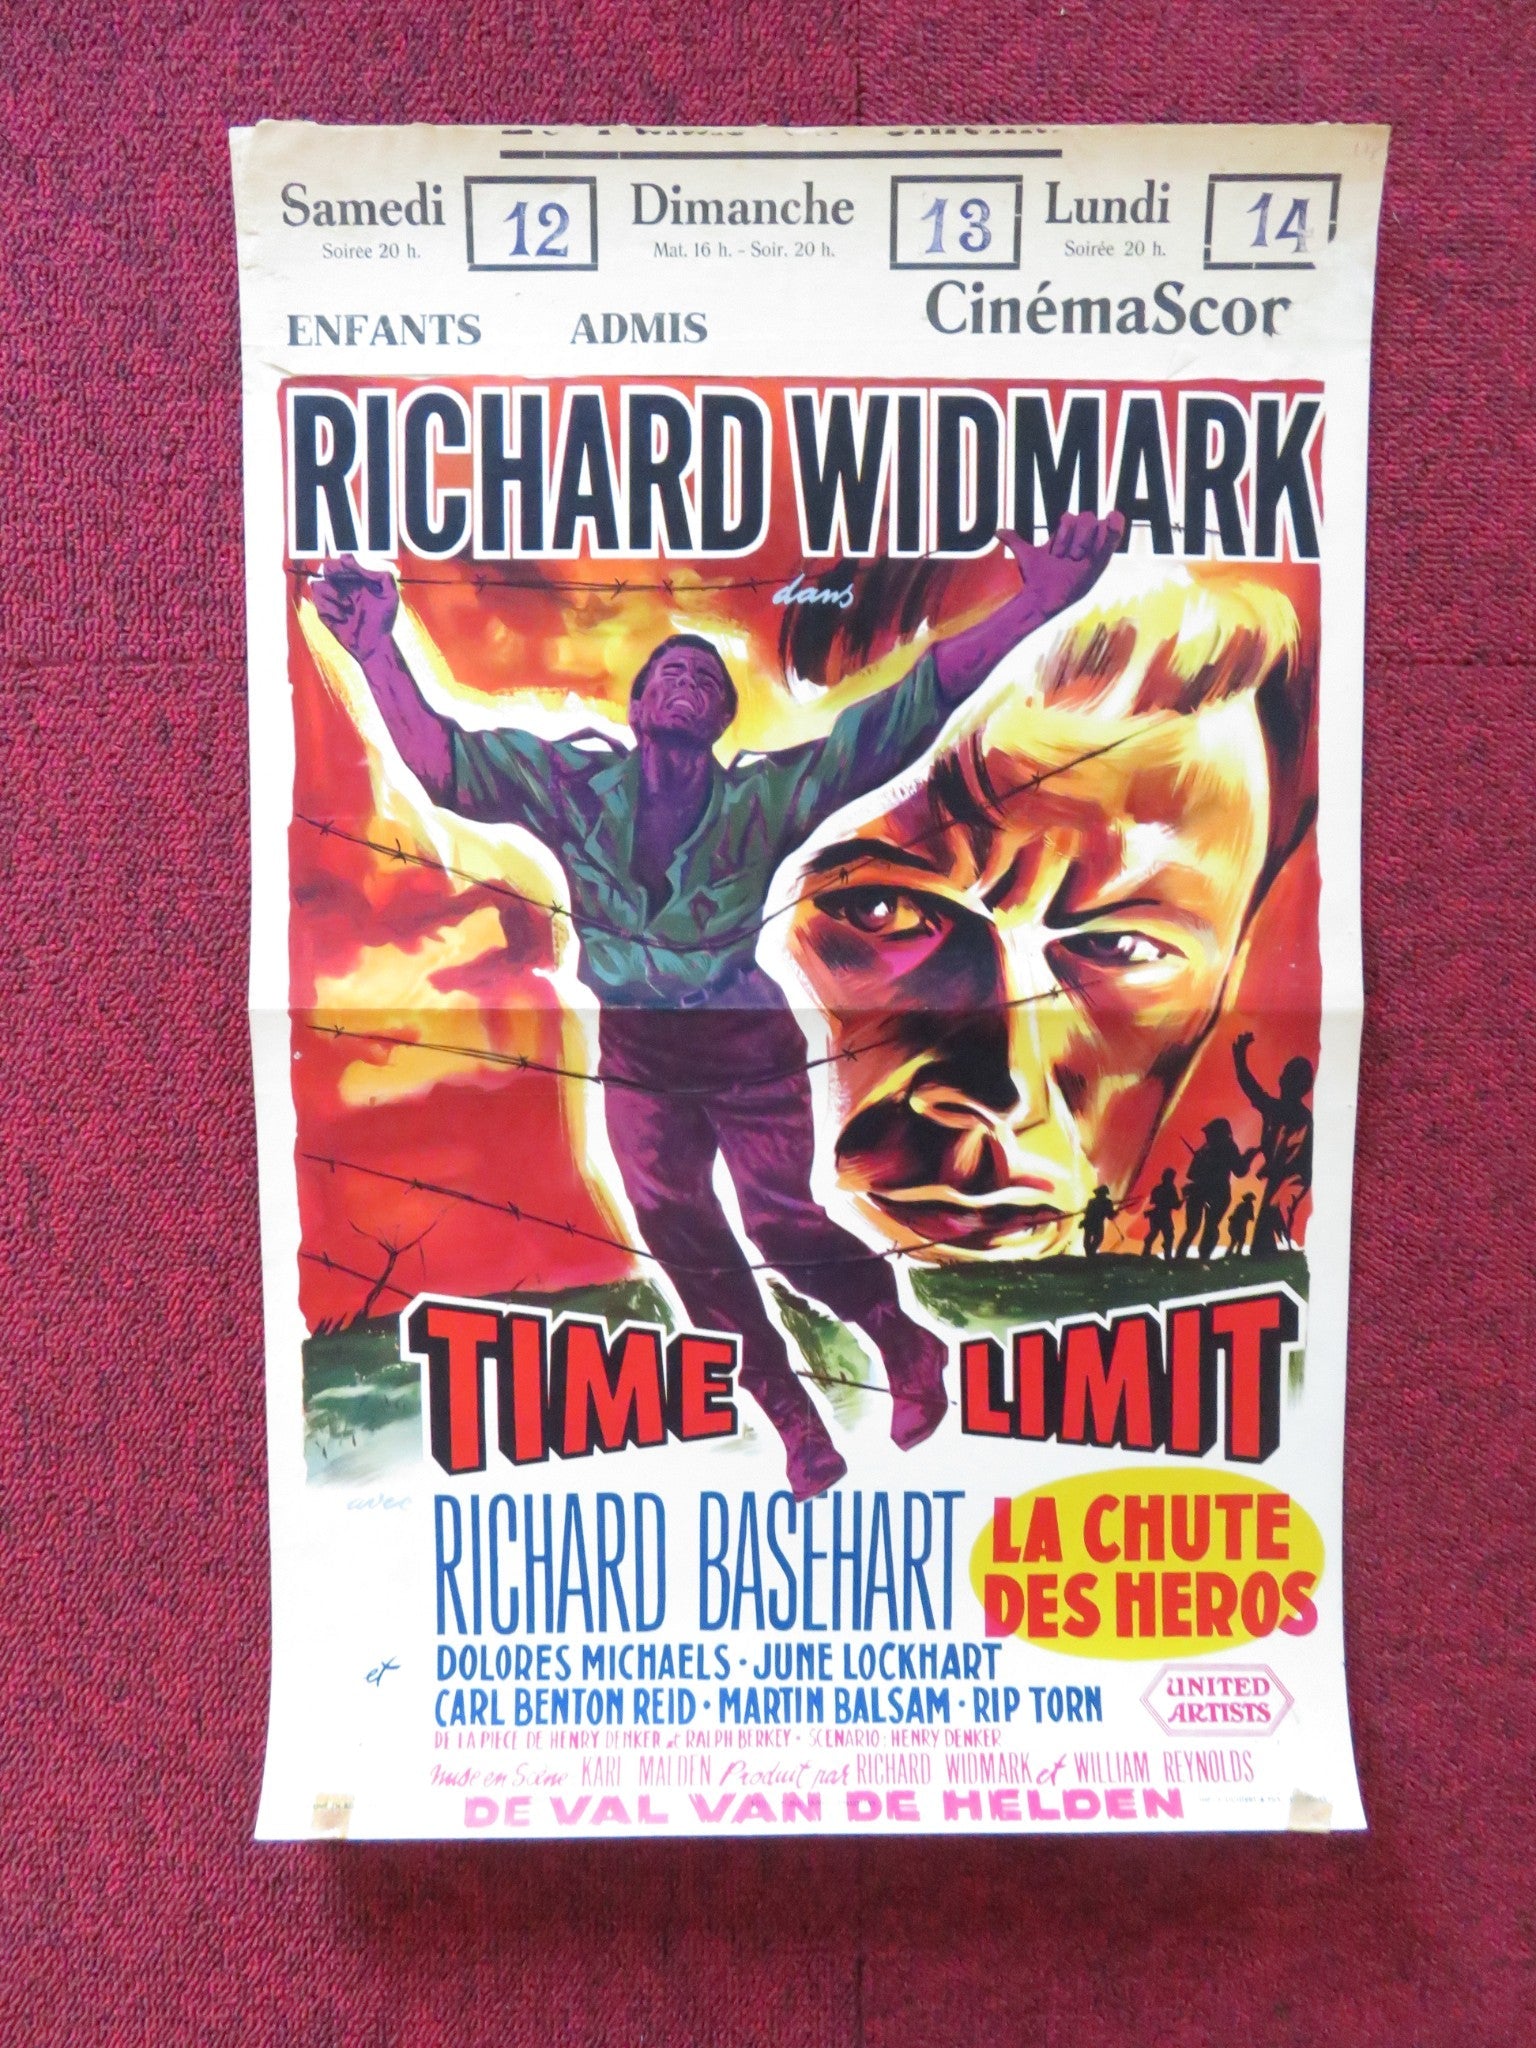 Samedi 12 Dimanche 13 Lundi 14
Soirée 20 h. Mat. 16 h. - Soir. 20 h. Soirée 20 h.
ENFANTS ADMIS CinémaScop
RICHARD WIDMARK
dans
TIME LIMIT
avec
RICHARD BASEHART
LA CHUTE
DES HEROS
et
DOLORES MICHAELS · JUNE LOCKHART
CARL BENTON REID · MARTIN BALSAM · RIP TORN
UNITED
ARTISTS
DE LA PIECE DE HENRY DENKER et RALPH BERKEY · SCENARIO: HENRY DENKER
mise en Scène KARL MALDEN Produit par RICHARD WIDMARK et WILLIAM REYNOLDS
DE VAL VAN DE HELDEN